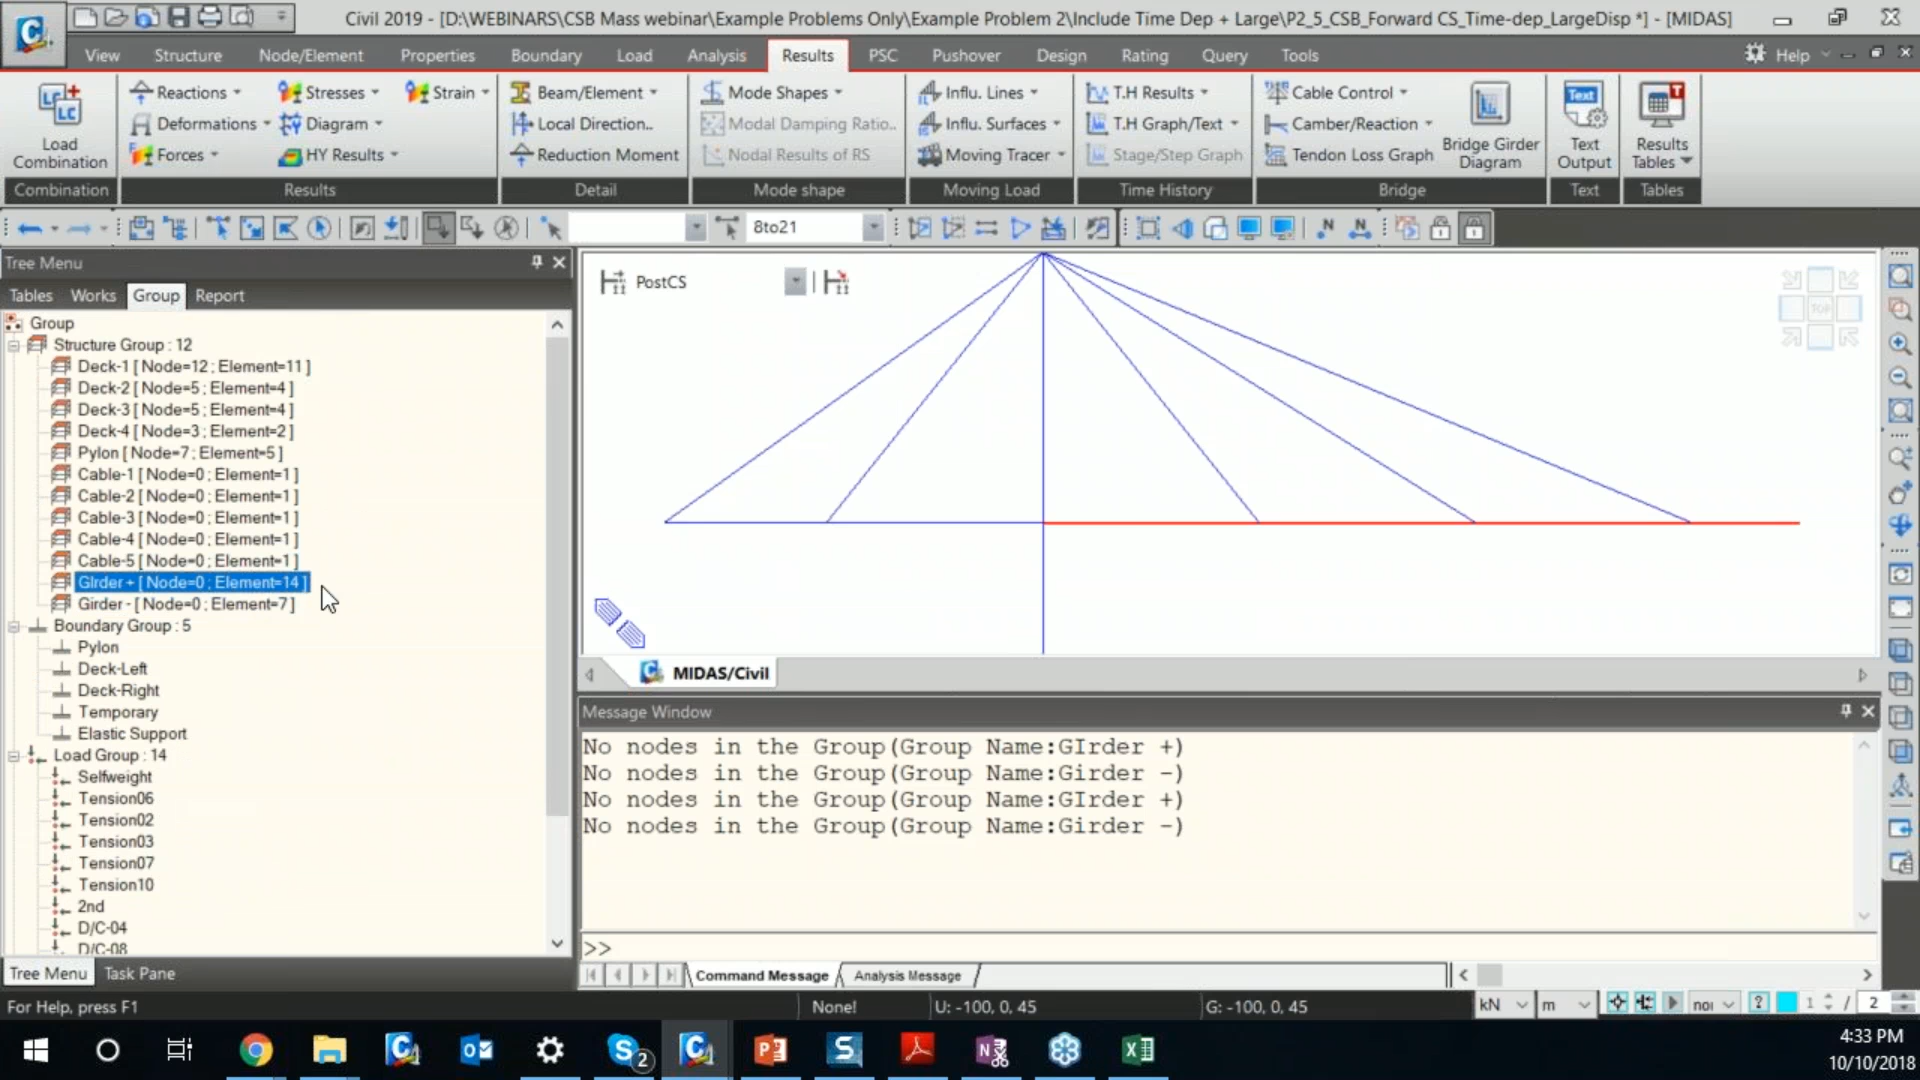 Civil 2019 - [D:\WEBINARS\CSB Mass webinar\Example Problems Only\Example Problem 2\Include Time Dep + Large\P2_5_CSB_Forward CS_Time-dep_LargeDisp *] - [MIDAS]
View Structure Node/Element Properties Boundary Load Analysis Results PSC Pushover Design Rating Query Tools Help
Reactions Stresses Strain Beam/Element Mode Shapes Influ. Lines T.H Results Cable Control
Deformations Diagram Local Direction.. Modal Damping Ratio.. Influ. Surfaces T.H Graph/Text Camber/Reaction
Forces HY Results Reduction Moment Nodal Results of RS Moving Tracer Stage/Step Graph Tendon Loss Graph
Load Combination
Bridge Girder Diagram
Text Output
Results Tables
Combination Results Detail Mode shape Moving Load Time History Bridge Text Tables
8to21
Tree Menu
Tables Works Group Report
Group
Structure Group : 12
Deck-1 [ Node=12 ; Element=11 ]
Deck-2 [ Node=5 ; Element=4 ]
Deck-3 [ Node=5 ; Element=4 ]
Deck-4 [ Node=3 ; Element=2 ]
Pylon [ Node=7 ; Element=5 ]
Cable-1 [ Node=0 ; Element=1 ]
Cable-2 [ Node=0 ; Element=1 ]
Cable-3 [ Node=0 ; Element=1 ]
Cable-4 [ Node=0 ; Element=1 ]
Cable-5 [ Node=0 ; Element=1 ]
GIrder + [ Node=0 ; Element=14 ]
Girder - [ Node=0 ; Element=7 ]
Boundary Group : 5
Pylon
Deck-Left
Deck-Right
Temporary
Elastic Support
Load Group : 14
Selfweight
Tension06
Tension02
Tension03
Tension07
Tension10
2nd
D/C-04
D/C-08
Tree Menu Task Pane
PostCS
TOP
MIDAS/Civil
Message Window
No nodes in the Group(Group Name:GIrder +)
No nodes in the Group(Group Name:Girder -)
No nodes in the Group(Group Name:GIrder +)
No nodes in the Group(Group Name:Girder -)
>>
Command Message Analysis Message
For Help, press F1 None! U: -100, 0, 45 G: -100, 0, 45 kN m nor 1 / 2
4:33 PM
10/10/2018